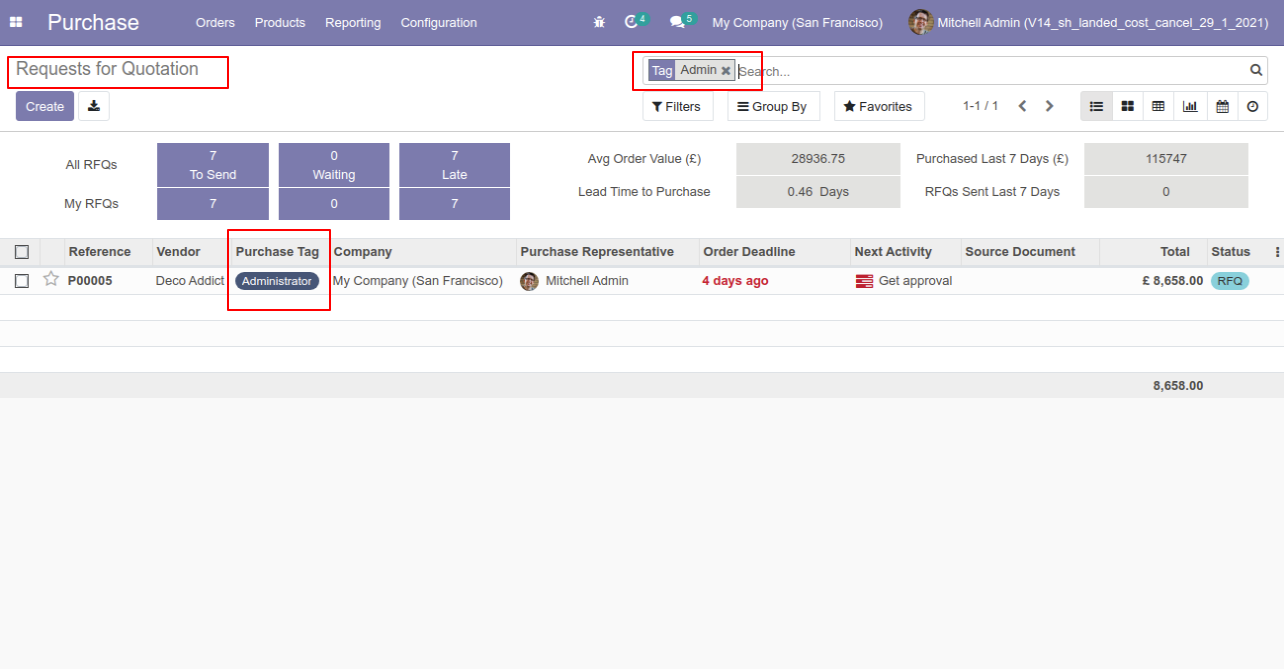 Purchase Orders Products Reporting Configuration 4 5 My Company (San Francisco) Mitchell Admin (V14_sh_landed_cost_cancel_29_1_2021)
Requests for Quotation Tag Admin Search...
Create Filters Group By Favorites 1-1 / 1
All RFQs 7 To Send 0 Waiting 7 Late Avg Order Value (£) 28936.75 Purchased Last 7 Days (£) 115747
My RFQs 7 0 7 Lead Time to Purchase 0.46 Days RFQs Sent Last 7 Days 0
Reference Vendor Purchase Tag Company Purchase Representative Order Deadline Next Activity Source Document Total Status
P00005 Deco Addict Administrator My Company (San Francisco) Mitchell Admin 4 days ago Get approval £ 8,658.00 RFQ
8,658.00